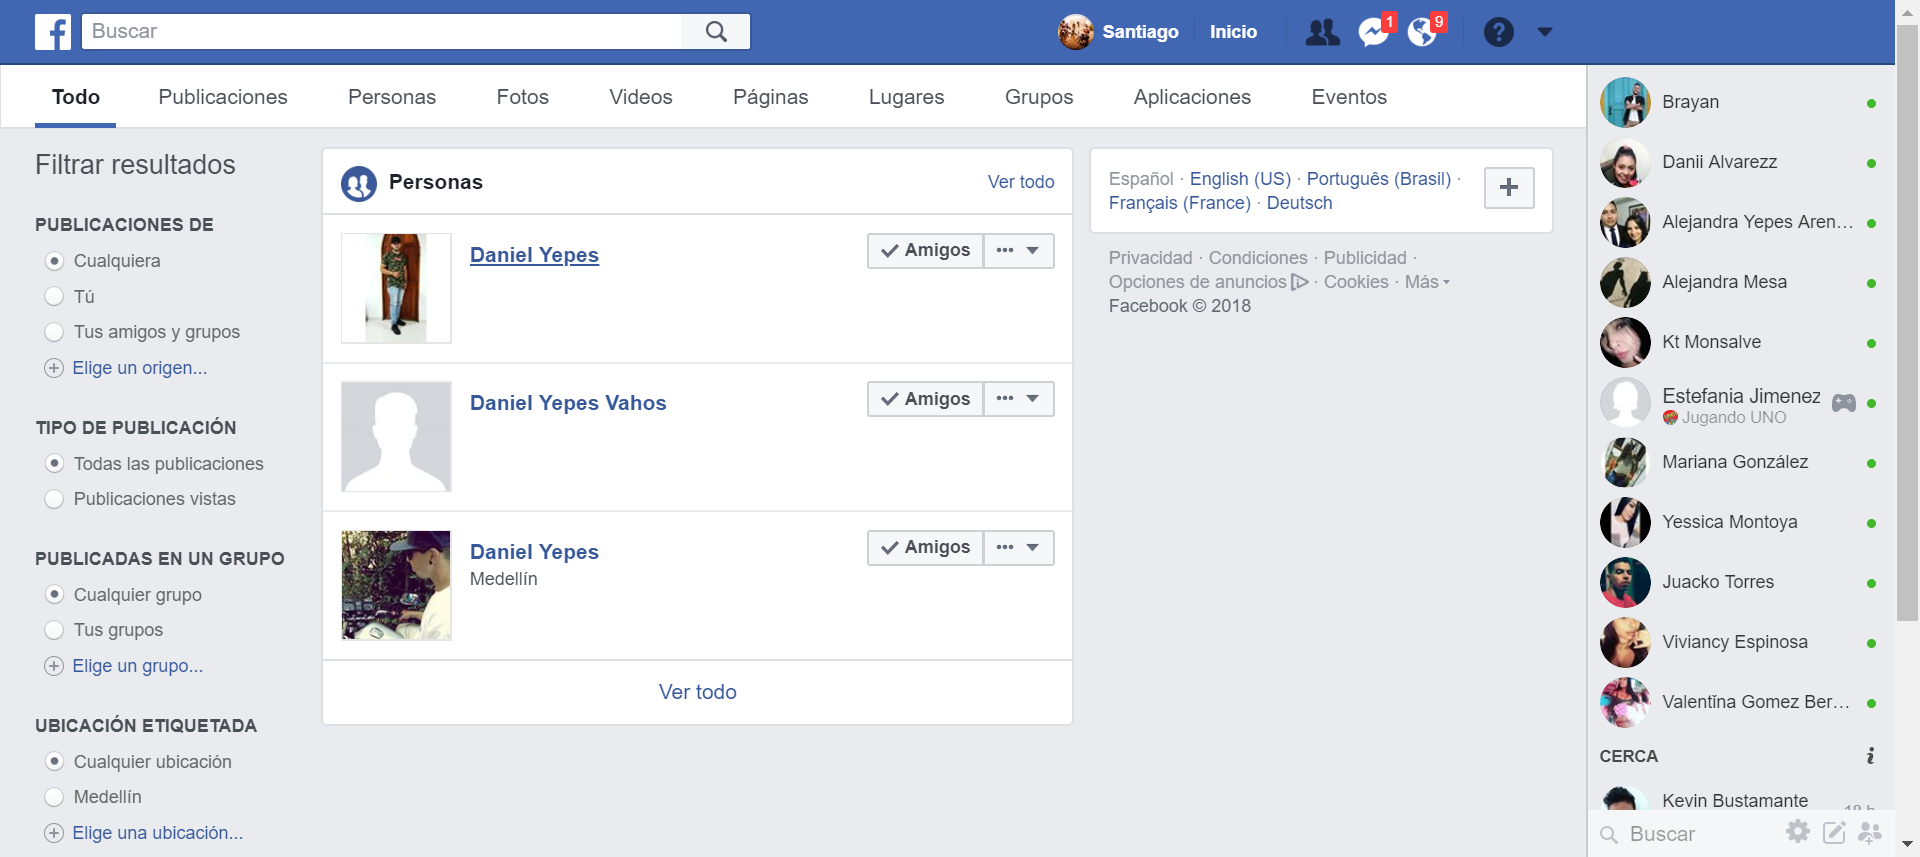 Buscar
Santiago
Inicio
1
9
Todo
Publicaciones
Personas
Fotos
Videos
Páginas
Lugares
Grupos
Aplicaciones
Eventos
Filtrar resultados
PUBLICACIONES DE
Cualquiera
Tú
Tus amigos y grupos
Elige un origen...
TIPO DE PUBLICACIÓN
Todas las publicaciones
Publicaciones vistas
PUBLICADAS EN UN GRUPO
Cualquier grupo
Tus grupos
Elige un grupo...
UBICACIÓN ETIQUETADA
Cualquier ubicación
Medellín
Elige una ubicación...
Personas
Ver todo
Daniel Yepes
Amigos
Daniel Yepes Vahos
Amigos
Daniel Yepes
Medellín
Amigos
Ver todo
Español · English (US) · Português (Brasil) ·
Français (France) · Deutsch
Privacidad · Condiciones · Publicidad ·
Opciones de anuncios · Cookies · Más
Facebook © 2018
Brayan
Danii Alvarezz
Alejandra Yepes Aren...
Alejandra Mesa
Kt Monsalve
Estefania Jimenez
Jugando UNO
Mariana González
Yessica Montoya
Juacko Torres
Viviancy Espinosa
Valentĭna Gomez Ber...
CERCA
Kevin Bustamante
Buscar